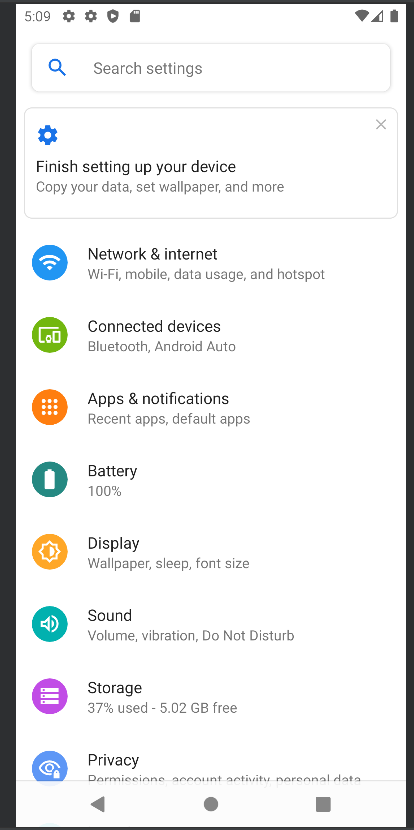 5:09
Search settings
Finish setting up your device
Copy your data, set wallpaper, and more
Network & internet
Wi-Fi, mobile, data usage, and hotspot
Connected devices
Bluetooth, Android Auto
Apps & notifications
Recent apps, default apps
Battery
100%
Display
Wallpaper, sleep, font size
Sound
Volume, vibration, Do Not Disturb
Storage
37% used - 5.02 GB free
Privacy
Permissions, account activity, personal data